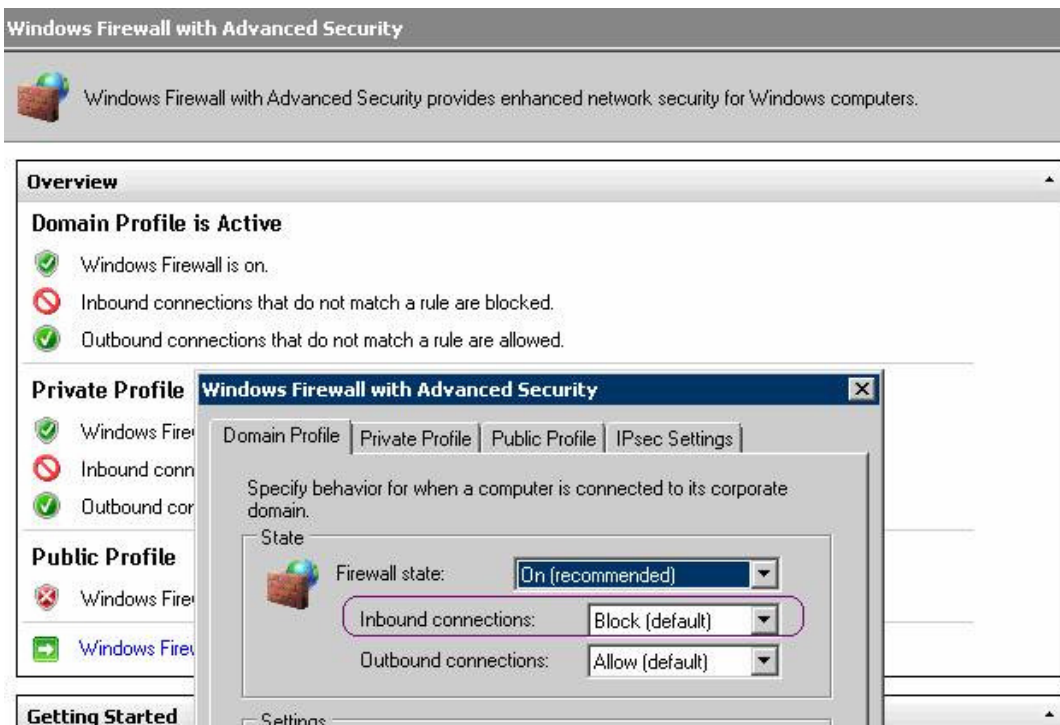 Windows Firewall with Advanced Security
Windows Firewall with Advanced Security provides enhanced network security for Windows computers.
Overview
Domain Profile is Active
Windows Firewall is on.
Inbound connections that do not match a rule are blocked.
Outbound connections that do not match a rule are allowed.
Private Profile
Windows Fire
Inbound conn
Outbound cor
Public Profile
Windows Fire
Windows Firew
Getting Started
Windows Firewall with Advanced Security
Domain Profile Private Profile Public Profile IPsec Settings
Specify behavior for when a computer is connected to its corporate
domain.
State
Firewall state: On (recommended)
Inbound connections: Block (default)
Outbound connections: Allow (default)
Settings